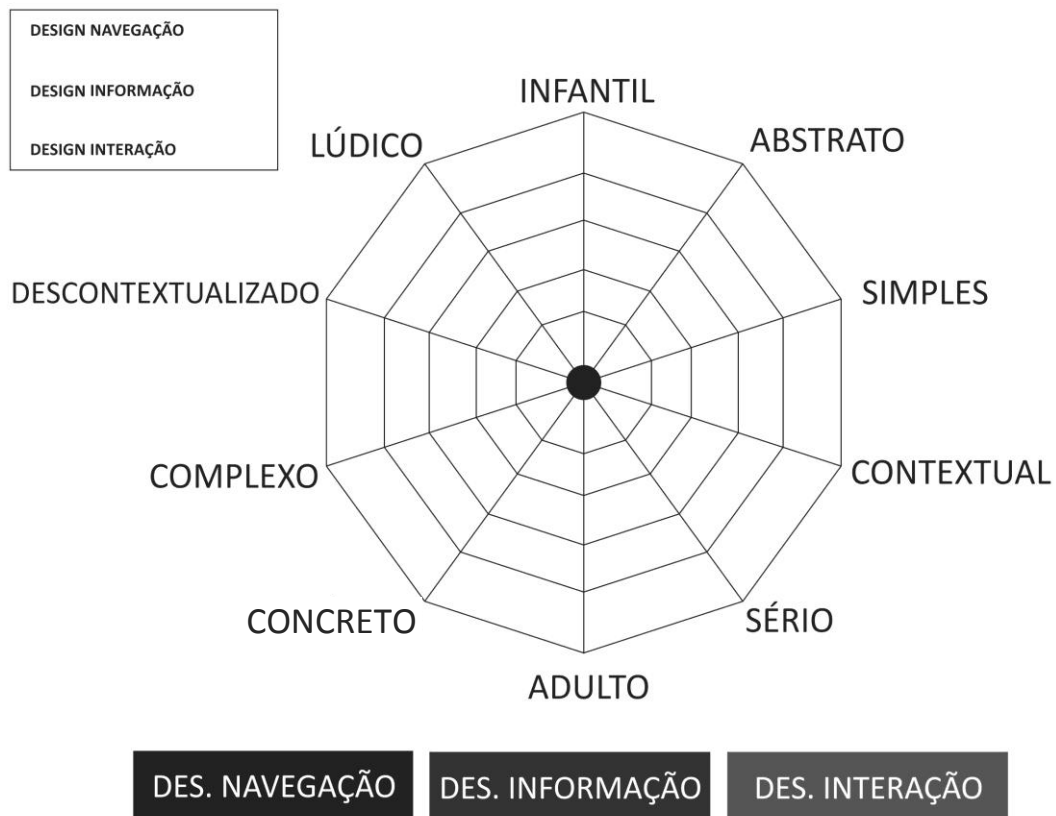 DESIGN NAVEGAÇÃO
DESIGN INFORMAÇÃO
DESIGN INTERAÇÃO
INFANTIL
LÚDICO
ABSTRATO
DESCONTEXTUALIZADO
SIMPLES
COMPLEXO
CONTEXTUAL
CONCRETO
SÉRIO
ADULTO
DES. NAVEGAÇÃO
DES. INFORMAÇÃO
DES. INTERAÇÃO